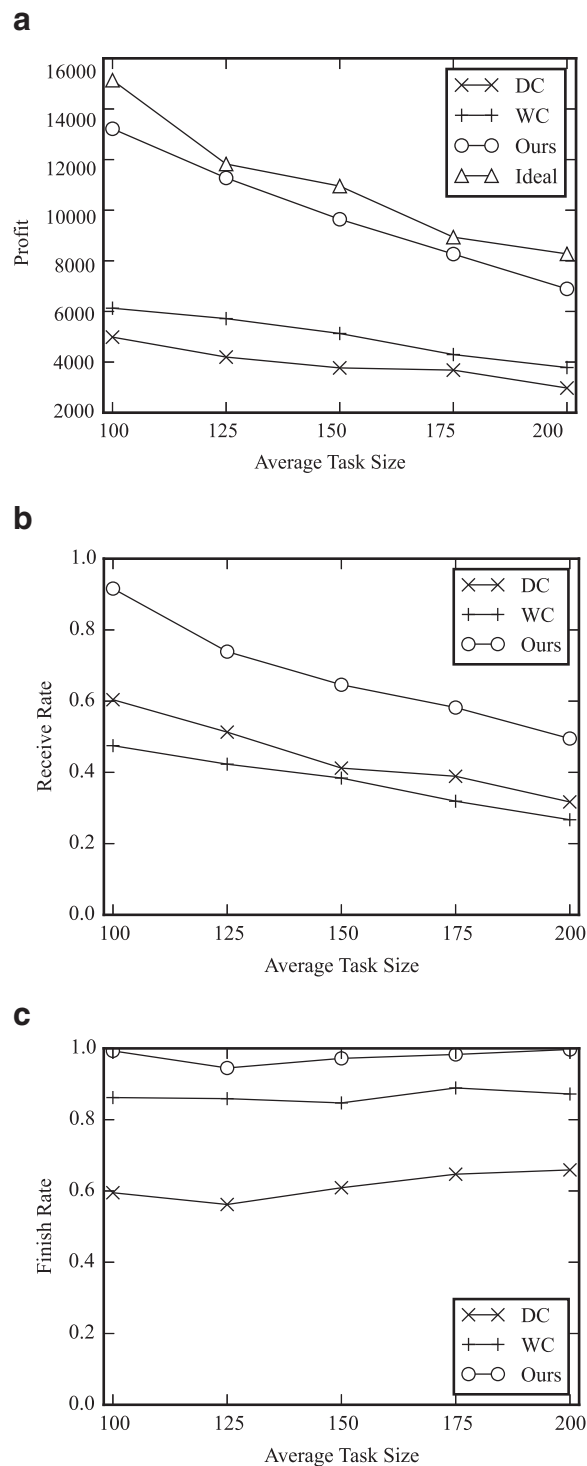 a
16000
14000
12000
10000
8000
6000
4000
2000
Profit
DC
WC
Ours
Ideal
100 125 150 175 200
Average Task Size
b
1.0
0.8
0.6
0.4
0.2
0.0
Receive Rate
DC
WC
Ours
100 125 150 175 200
Average Task Size
c
1.0
0.8
0.6
0.4
0.2
0.0
Finish Rate
DC
WC
Ours
100 125 150 175 200
Average Task Size